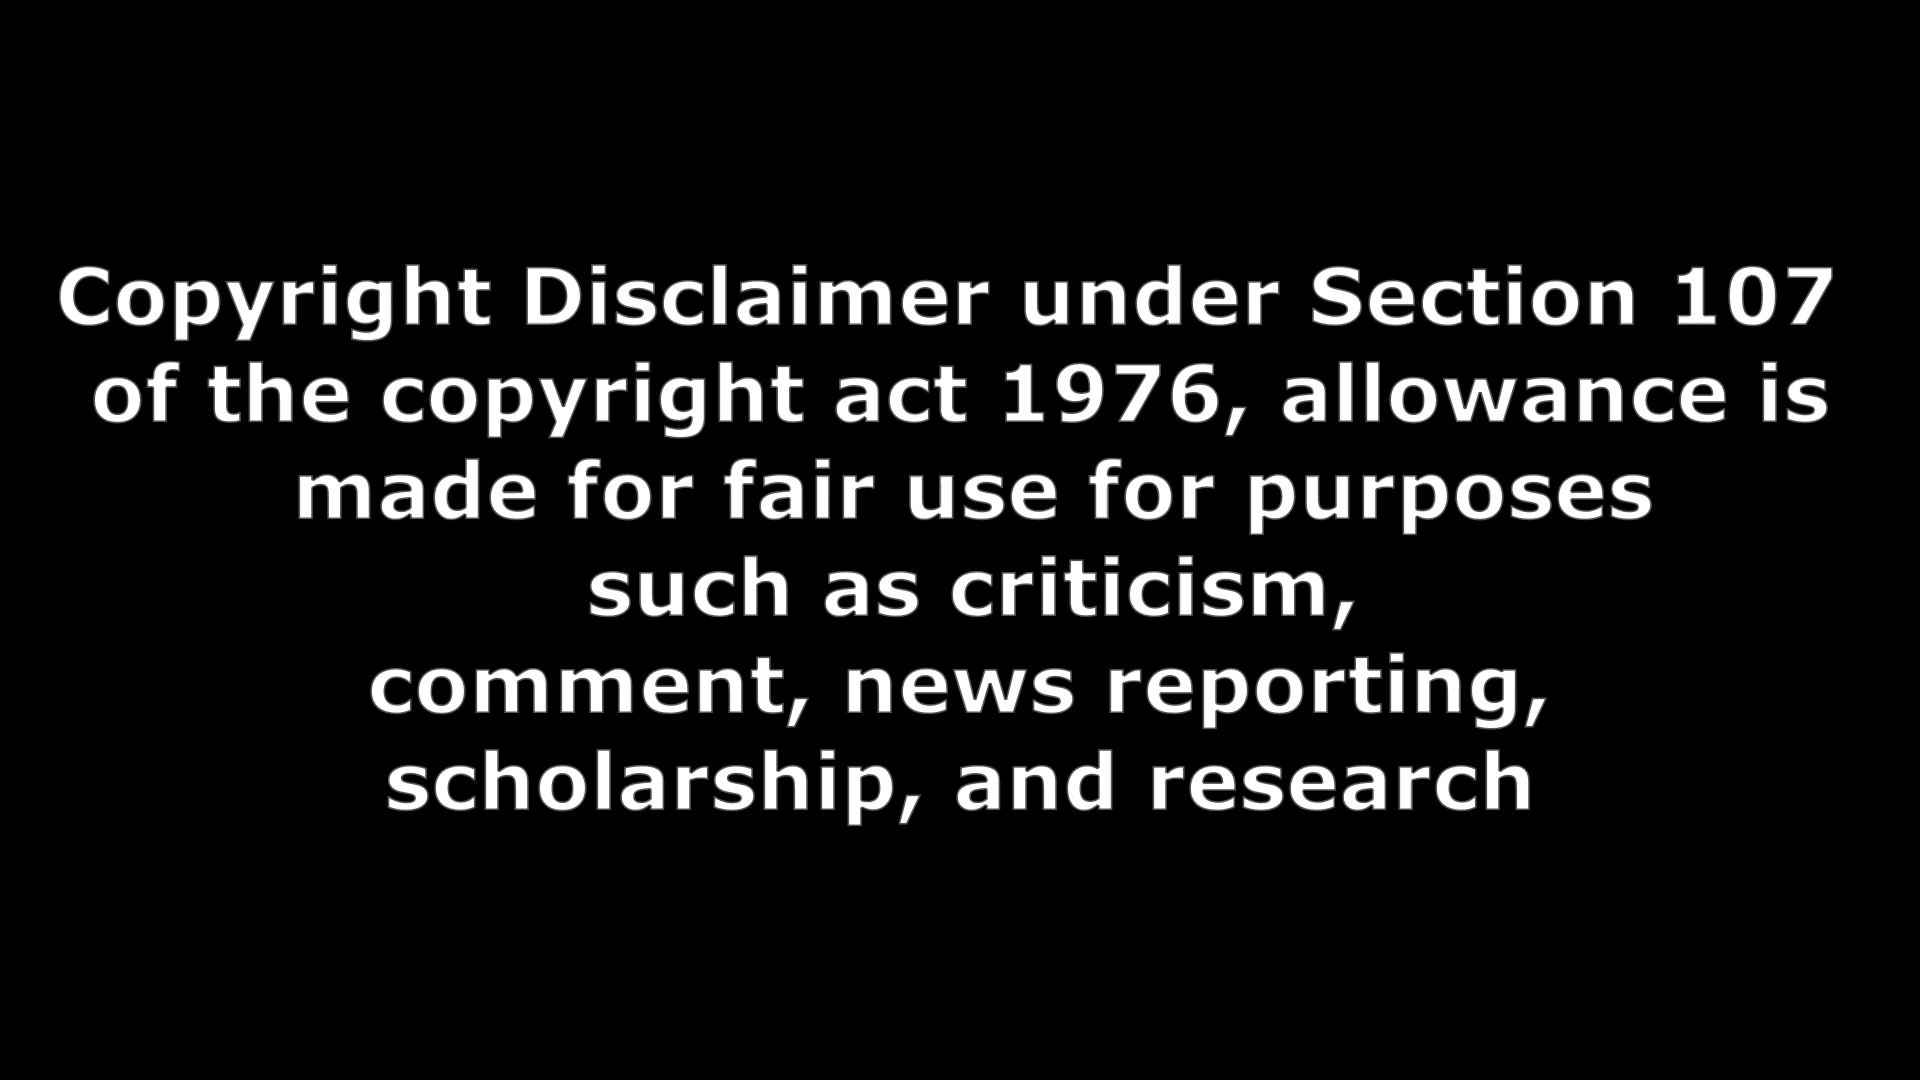 Copyright Disclaimer under Section 107
of the copyright act 1976, allowance is
made for fair use for purposes
such as criticism,
comment, news reporting,
scholarship, and research